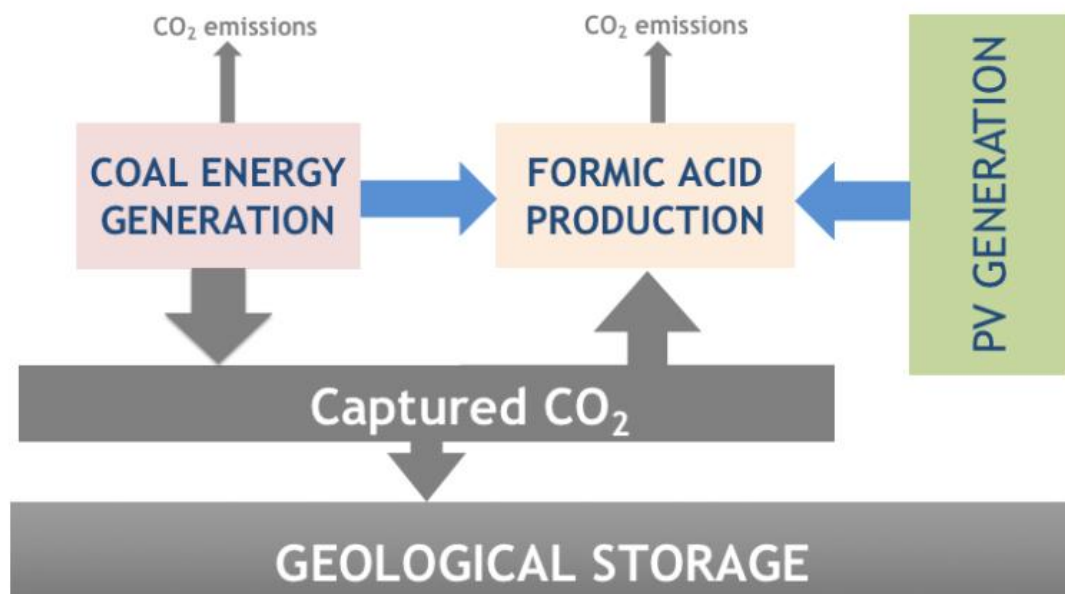 CO₂ emissions
CO₂ emissions
COAL ENERGY
GENERATION
FORMIC ACID
PRODUCTION
PV GENERATION
Captured CO₂
GEOLOGICAL STORAGE